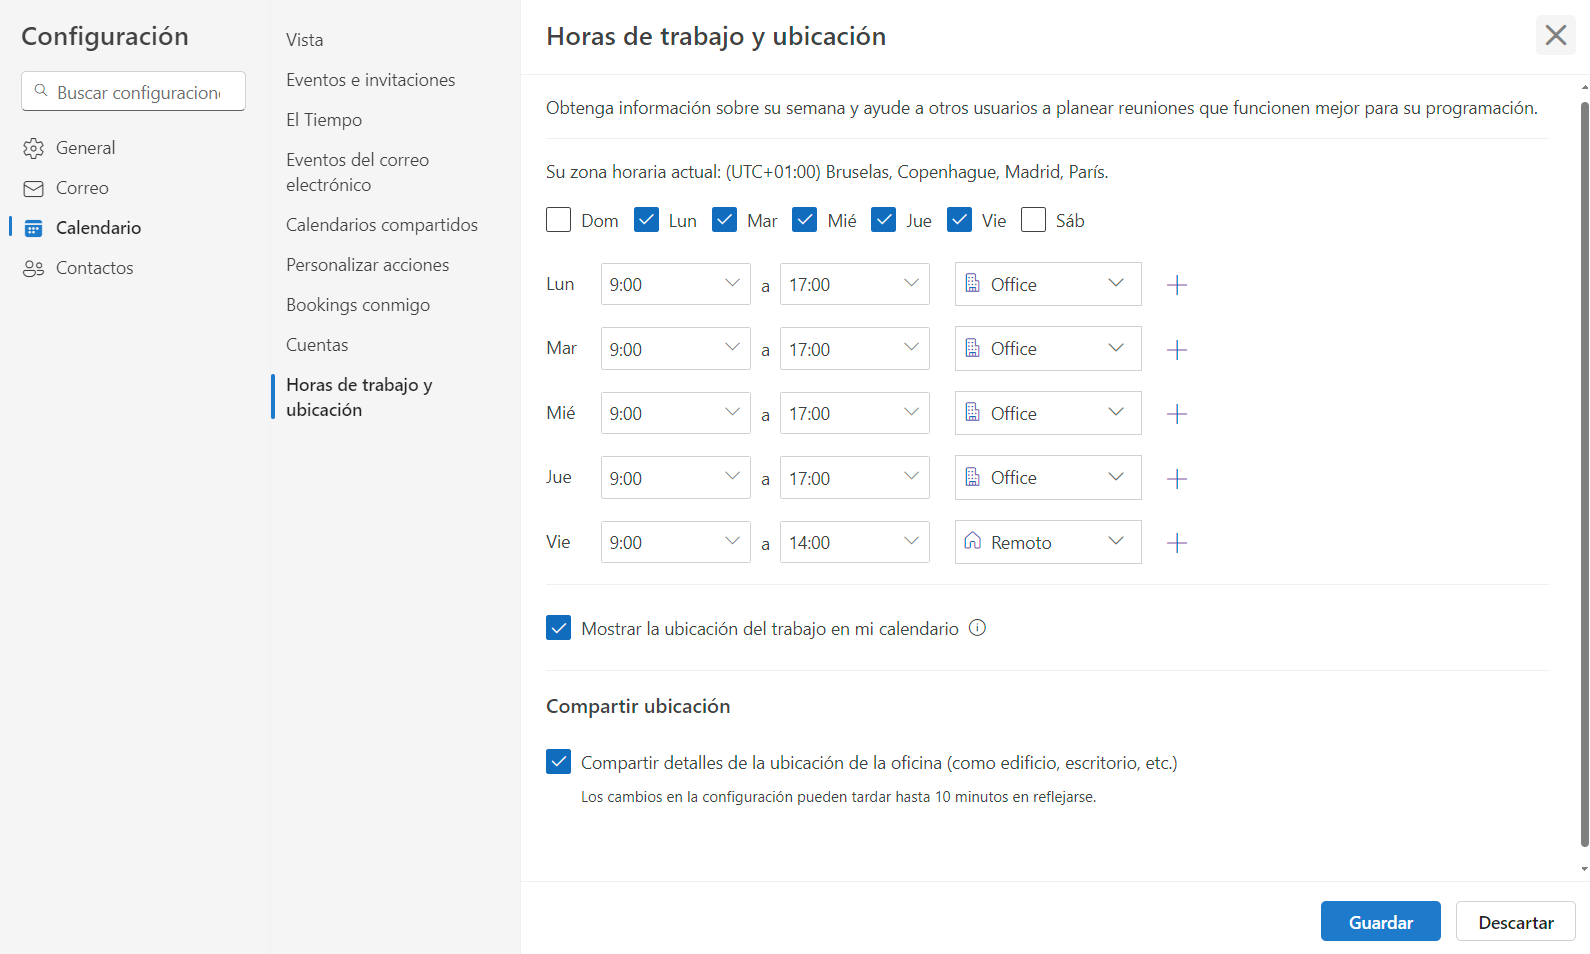 Configuración
Buscar configuracion
General
Correo
Calendario
Contactos
Vista
Eventos e invitaciones
El Tiempo
Eventos del correo
electrónico
Calendarios compartidos
Personalizar acciones
Bookings conmigo
Cuentas
Horas de trabajo y
ubicación
Horas de trabajo y ubicación
Obtenga información sobre su semana y ayude a otros usuarios a planear reuniones que funcionen mejor para su programación.
Su zona horaria actual: (UTC+01:00) Bruselas, Copenhague, Madrid, París.
Dom Lun Mar Mié Jue Vie Sáb
Lun 9:00 a 17:00 Office
Mar 9:00 a 17:00 Office
Mié 9:00 a 17:00 Office
Jue 9:00 a 17:00 Office
Vie 9:00 a 14:00 Remoto
Mostrar la ubicación del trabajo en mi calendario
Compartir ubicación
Compartir detalles de la ubicación de la oficina (como edificio, escritorio, etc.)
Los cambios en la configuración pueden tardar hasta 10 minutos en reflejarse.
Guardar Descartar